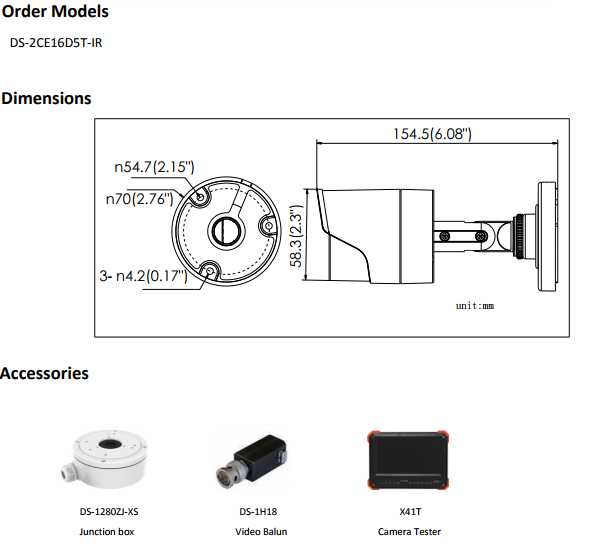 Order Models
DS-2CE16D5T-IR
Dimensions
154.5(6.08")
n54.7(2.15")
n70(2.76")
58.3(2.3")
3- n4.2(0.17")
unit:mm
Accessories
DS-1280ZJ-XS DS-1H18 X41T
Junction box Video Balun Camera Tester